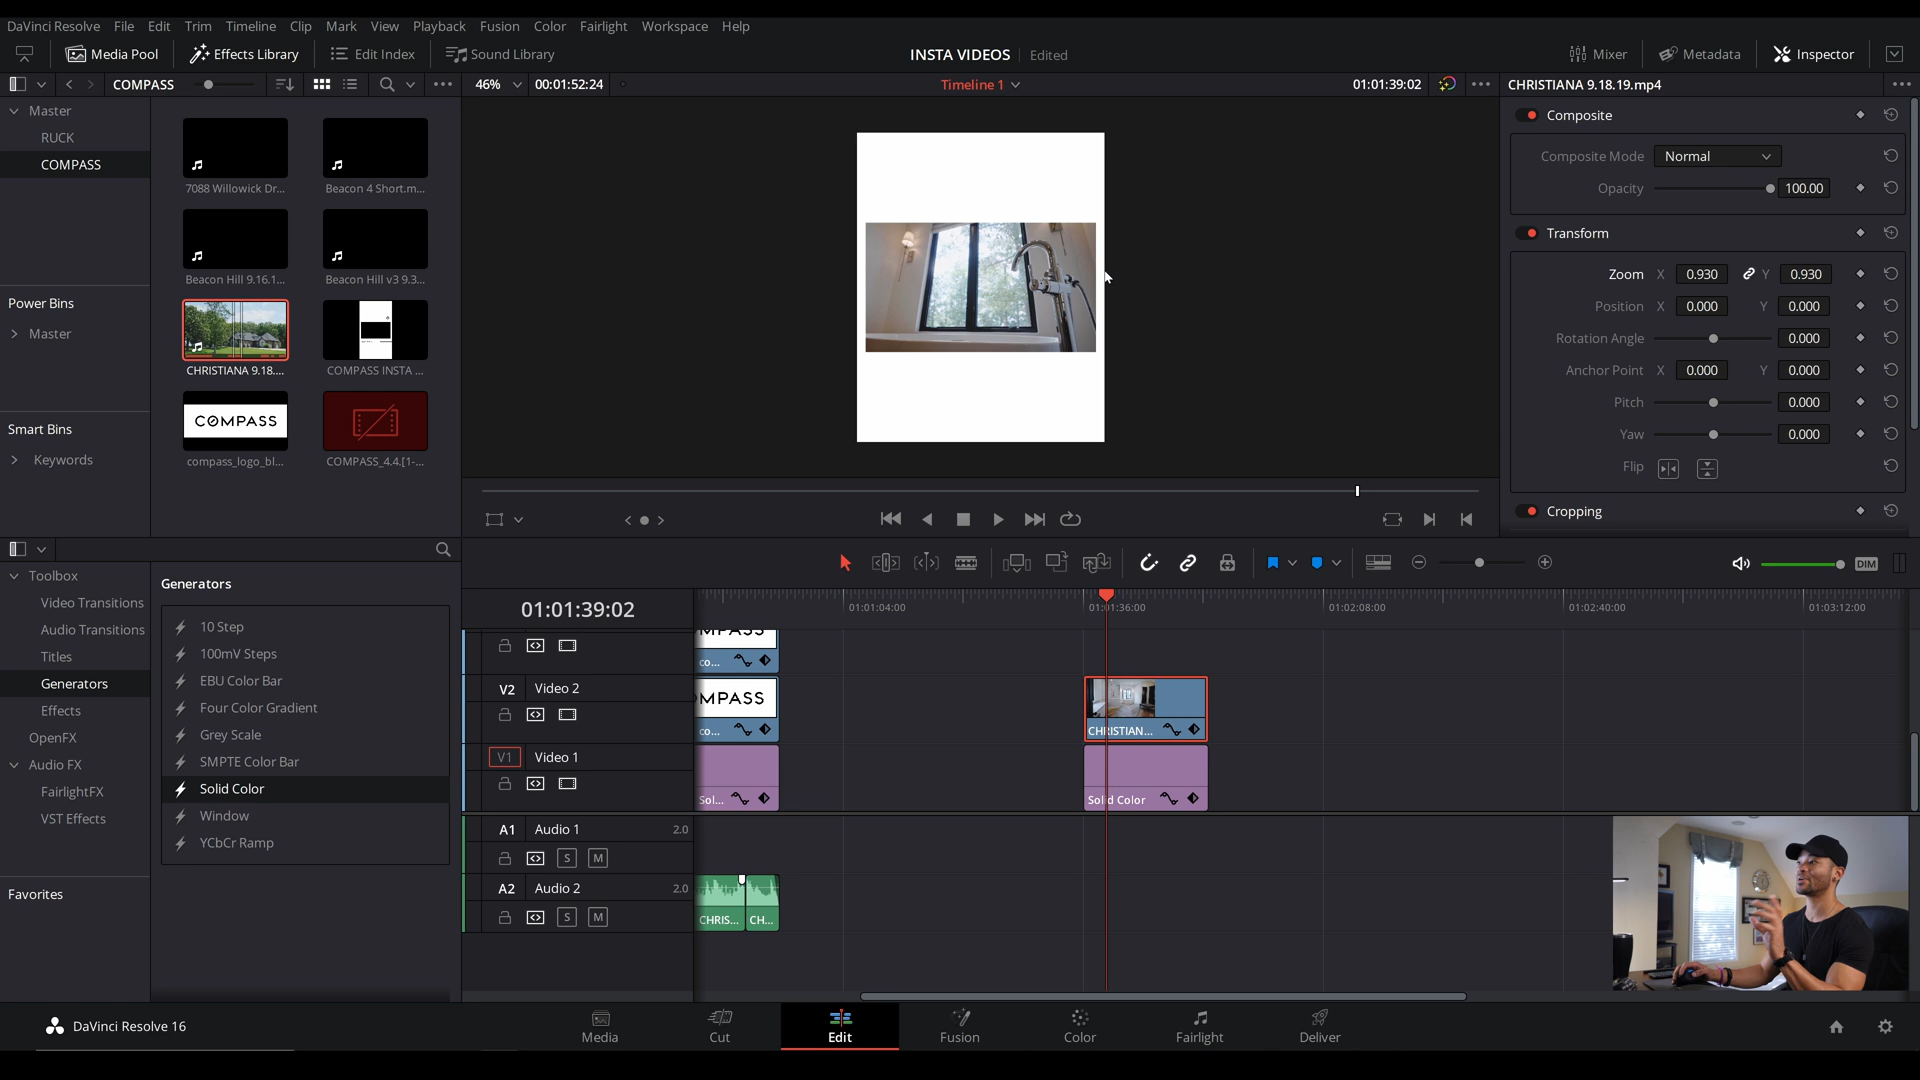 DaVinci Resolve File Edit Trim Timeline Clip Mark View Playback Fusion Color Fairlight Workspace Help
Media Pool Effects Library Edit Index Sound Library INSTA VIDEOS Edited Mixer Metadata Inspector
COMPASS 46% 00:01:52:24 Timeline 1 01:01:39:02 CHRISTIANA 9.18.19.mp4
Master
RUCK
COMPASS
Power Bins
Master
Smart Bins
Keywords
7088 Willowick Dr... Beacon 4 Short.m...
Beacon Hill 9.16.1... Beacon Hill v3 9.3...
CHRISTIANA 9.18.... COMPASS INSTA ...
COMPASS
compass_logo_bl... COMPASS_4.4.[1-...
Composite
Composite Mode Normal
Opacity 100.00
Transform
Zoom X 0.930 Y 0.930
Position X 0.000 Y 0.000
Rotation Angle 0.000
Anchor Point X 0.000 Y 0.000
Pitch 0.000
Yaw 0.000
Flip
Cropping
Toolbox
Video Transitions
Audio Transitions
Titles
Generators
Effects
OpenFX
Audio FX
FairlightFX
VST Effects
Favorites
Generators
10 Step
100mV Steps
EBU Color Bar
Four Color Gradient
Grey Scale
SMPTE Color Bar
Solid Color
Window
YCbCr Ramp
DIM
01:01:39:02 01:01:04:00 01:01:36:00 01:02:08:00 01:02:40:00 01:03:12:00
MPASS
co...
V2 Video 2
MPASS
co... CHRISTIAN...
V1 Video 1
Sol... Solid Color
A1 Audio 1 2.0
S M
A2 Audio 2 2.0
S M CHRIS... CH...
DaVinci Resolve 16 Media Cut Edit Fusion Color Fairlight Deliver